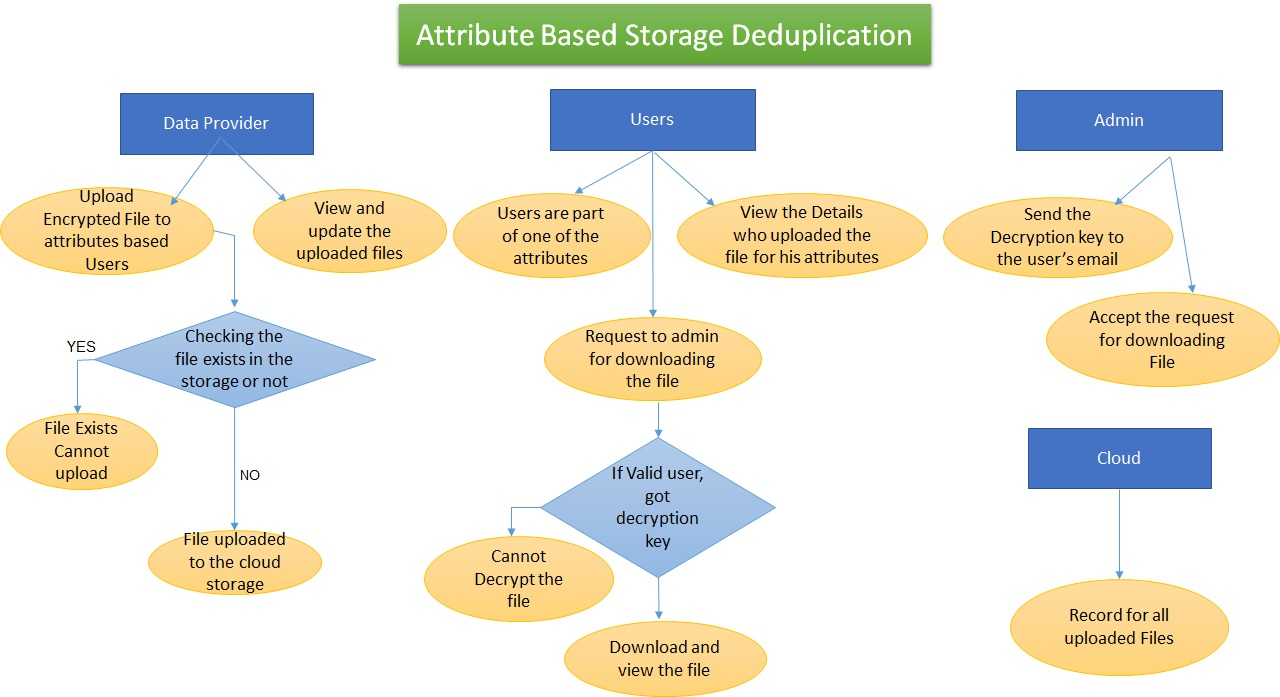 Attribute Based Storage Deduplication
Data Provider
Upload
Encrypted File to
attributes based
Users
View and
update the
uploaded files
Checking the
file exists in the
storage or not
YES
File Exists
Cannot
upload
NO
File uploaded
to the cloud
storage
Users
Users are part
of one of the
attributes
View the Details
who uploaded the
file for his attributes
Request to admin
for downloading
the file
If Valid user,
got
decryption
key
Cannot
Decrypt the
file
Download and
view the file
Admin
Send the
Decryption key to
the user’s email
Accept the request
for downloading
File
Cloud
Record for all
uploaded Files